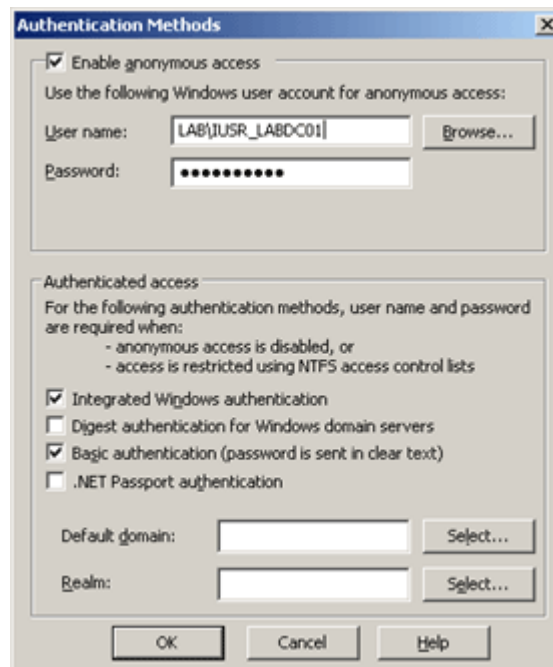 Authentication Methods
Enable anonymous access
Use the following Windows user account for anonymous access:
User name: LAB\IUSR_LABDC01 Browse...
Password: ●●●●●●●●●●
Authenticated access
For the following authentication methods, user name and password
are required when:
- anonymous access is disabled, or
- access is restricted using NTFS access control lists
Integrated Windows authentication
Digest authentication for Windows domain servers
Basic authentication (password is sent in clear text)
.NET Passport authentication
Default domain: Select...
Realm: Select...
OK Cancel Help